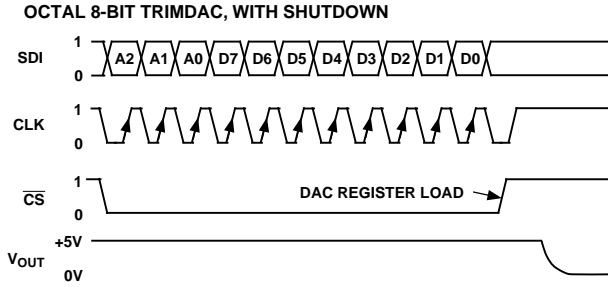 OCTAL 8-BIT TRIMDAC, WITH SHUTDOWN
SDI 1 0 A2 A1 A0 D7 D6 D5 D4 D3 D2 D1 D0
CLK 1 0
CS 1 0 DAC REGISTER LOAD
VOUT +5V 0V